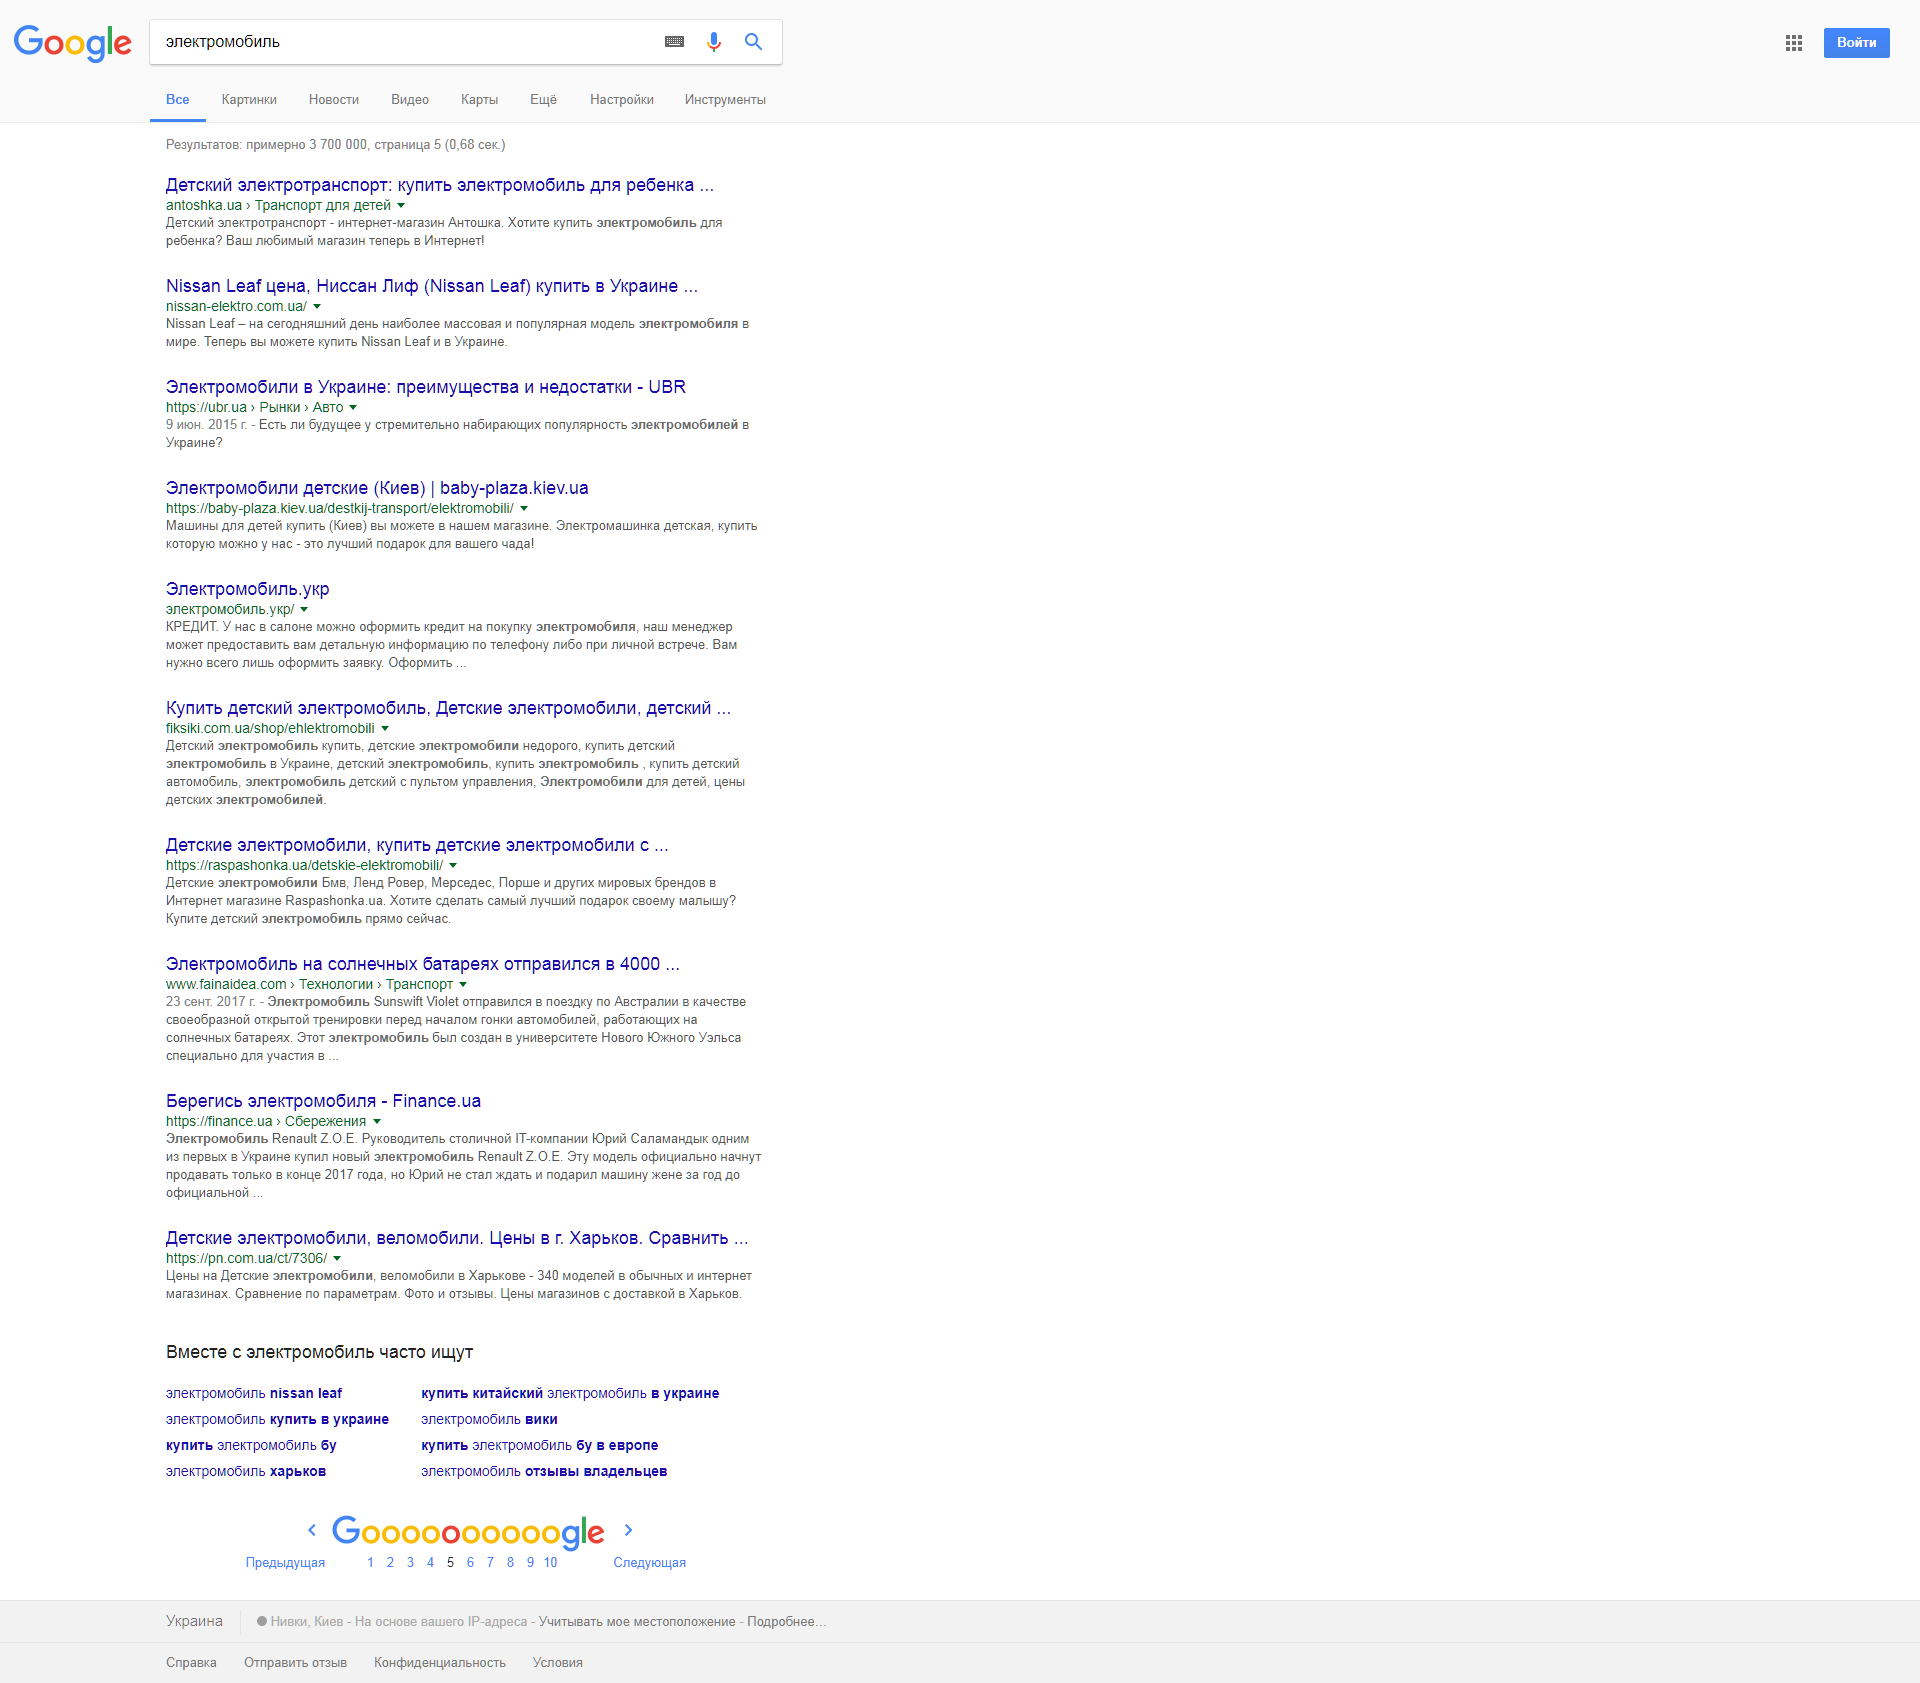 Google
электромобиль
Войти
Все Картинки Новости Видео Карты Ещё Настройки Инструменты
Результатов: примерно 3 700 000, страница 5 (0,68 сек.)
Детский электротранспорт: купить электромобиль для ребенка ...
antoshka.ua › Транспорт для детей
Детский электротранспорт - интернет-магазин Антошка. Хотите купить электромобиль для
ребенка? Ваш любимый магазин теперь в Интернет!
Nissan Leaf цена, Ниссан Лиф (Nissan Leaf) купить в Украине ...
nissan-elektro.com.ua/
Nissan Leaf – на сегодняшний день наиболее массовая и популярная модель электромобиля в
мире. Теперь вы можете купить Nissan Leaf и в Украине.
Электромобили в Украине: преимущества и недостатки - UBR
https://ubr.ua › Рынки › Авто
9 июн. 2015 г. - Есть ли будущее у стремительно набирающих популярность электромобилей в
Украине?
Электромобили детские (Киев) | baby-plaza.kiev.ua
https://baby-plaza.kiev.ua/destkij-transport/elektromobili/
Машины для детей купить (Киев) вы можете в нашем магазине. Электромашинка детская, купить
которую можно у нас - это лучший подарок для вашего чада!
Электромобиль.укр
электромобиль.укр/
КРЕДИТ. У нас в салоне можно оформить кредит на покупку электромобиля, наш менеджер
может предоставить вам детальную информацию по телефону либо при личной встрече. Вам
нужно всего лишь оформить заявку. Оформить ...
Купить детский электромобиль, Детские электромобили, детский ...
fiksiki.com.ua/shop/ehlektromobili
Детский электромобиль купить, детские электромобили недорого, купить детский
электромобиль в Украине, детский электромобиль, купить электромобиль , купить детский
автомобиль, электромобиль детский с пультом управления, Электромобили для детей, цены
детских электромобилей.
Детские электромобили, купить детские электромобили с ...
https://raspashonka.ua/detskie-elektromobili/
Детские электромобили Бмв, Ленд Ровер, Мерседес, Порше и других мировых брендов в
Интернет магазине Raspashonka.ua. Хотите сделать самый лучший подарок своему малышу?
Купите детский электромобиль прямо сейчас.
Электромобиль на солнечных батареях отправился в 4000 ...
www.fainaidea.com › Технологии › Транспорт
23 сент. 2017 г. - Электромобиль Sunswift Violet отправился в поездку по Австралии в качестве
своеобразной открытой тренировки перед началом гонки автомобилей, работающих на
солнечных батареях. Этот электромобиль был создан в университете Нового Южного Уэльса
специально для участия в ...
Берегись электромобиля - Finance.ua
https://finance.ua › Сбережения
Электромобиль Renault Z.O.E. Руководитель столичной IT-компании Юрий Саламандык одним
из первых в Украине купил новый электромобиль Renault Z.O.E. Эту модель официально начнут
продавать только в конце 2017 года, но Юрий не стал ждать и подарил машину жене за год до
официальной ...
Детские электромобили, веломобили. Цены в г. Харьков. Сравнить ...
https://pn.com.ua/ct/7306/
Цены на Детские электромобили, веломобили в Харькове - 340 моделей в обычных и интернет
магазинах. Сравнение по параметрам. Фото и отзывы. Цены магазинов с доставкой в Харьков.
Вместе с электромобиль часто ищут
электромобиль nissan leaf купить китайский электромобиль в украине
электромобиль купить в украине электромобиль вики
купить электромобиль бу купить электромобиль бу в европе
электромобиль харьков электромобиль отзывы владельцев
Goooooooooogle
Предыдущая 1 2 3 4 5 6 7 8 9 10 Следующая
Украина Нивки, Киев - На основе вашего IP-адреса - Учитывать мое местоположение - Подробнее...
Справка Отправить отзыв Конфиденциальность Условия